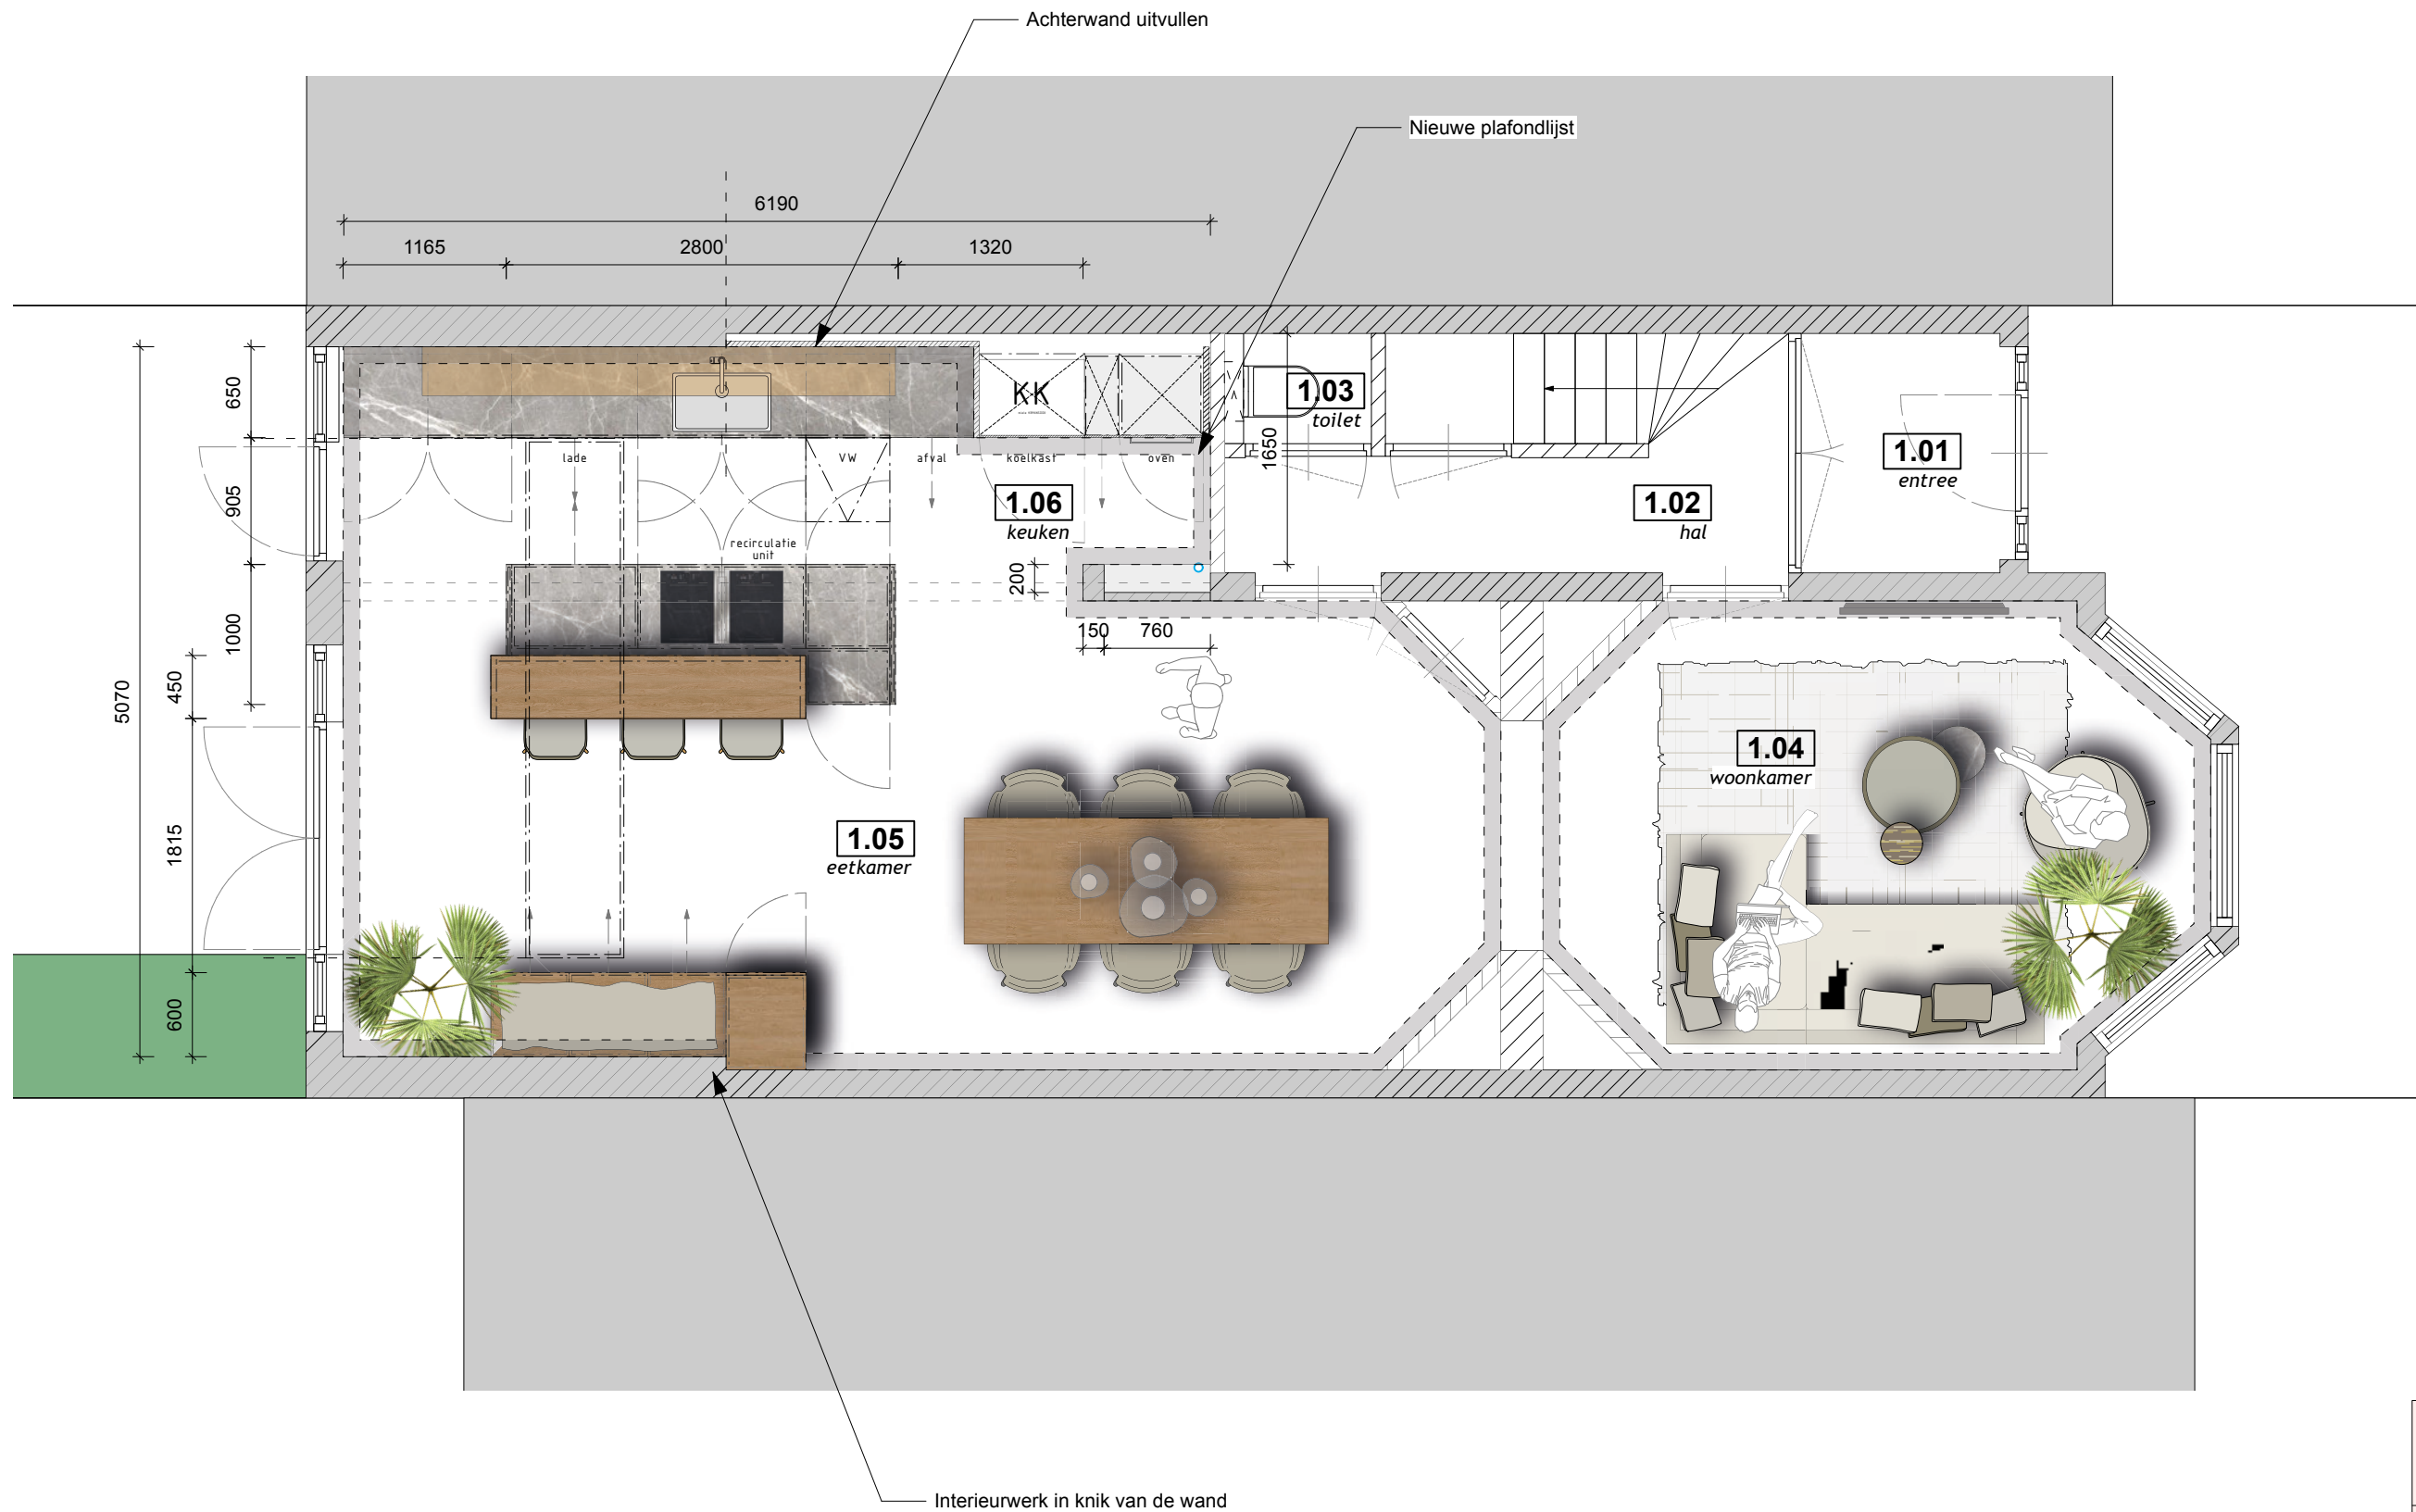 Achterwand uitvullen
Nieuwe plafondlijst
6190
1165
2800
1320
650
905
1000
450
5070
1815
600
KK
1.03
toilet
1650
1.01
entree
lade
VW
afval
koelkast
oven
1.06
keuken
1.02
hal
recirculatie
unit
200
150
760
1.04
woonkamer
1.05
eetkamer
Interieurwerk in knik van de wand